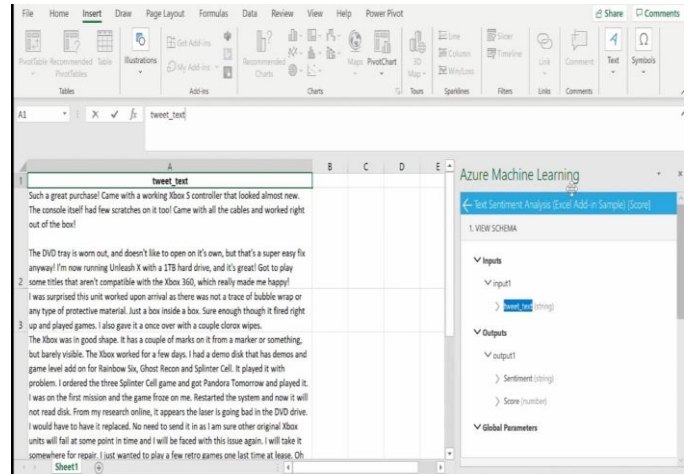 File Home Insert Draw Page Layout Formulas Data Review View Help Power Pivot Share Comments
PivotTable Recommended PivotTables Table Illustrations Get Add-ins My Add-ins Recommended Charts Maps PivotChart 3D Map Line Column Win/Loss Slicer Timeline Link Comment Text Symbols
Tables Add-ins Charts Tours Sparklines Filters Links Comments
A1 fx tweet_text
A B C D E
1 tweet_text
Such a great purchase! Came with a working Xbox S controller that looked almost new.
The console itself had few scratches on it too! Came with all the cables and worked right
out of the box!
The DVD tray is worn out, and doesn't like to open on it's own, but that's a super easy fix
anyway! I'm now running Unleash X with a 1TB hard drive, and it's great! Got to play
2 some titles that aren't compatible with the Xbox 360, which really made me happy!
I was surprised this unit worked upon arrival as there was not a trace of bubble wrap or
any type of protective material. Just a box inside a box. Sure enough though it fired right
3 up and played games. I also gave it a once over with a couple clorox wipes.
The Xbox was in good shape. It has a couple of marks on it from a marker or something,
but barely visible. The Xbox worked for a few days. I had a demo disk that has demos and
game level add on for Rainbow Six, Ghost Recon and Splinter Cell. It played it with
problem. I ordered the three Splinter Cell game and got Pandora Tomorrow and played it.
I was on the first mission and the game froze on me. Restarted the system and now it will
not read disk. From my research online, it appears the laser is going bad in the DVD drive.
I would have to have it replaced. No need to send it in as I am sure other original Xbox
units will fail at some point in time and I will be faced with this issue again. I will take it
somewhere for repair. I just wanted to play a few retro games one last time at lease. Oh
Sheet1
Azure Machine Learning
Text Sentiment Analysis (Excel Add-in Sample) [Score]
1. VIEW SCHEMA
Inputs
input1
tweet_text (string)
Outputs
output1
Sentiment (string)
Score (number)
Global Parameters